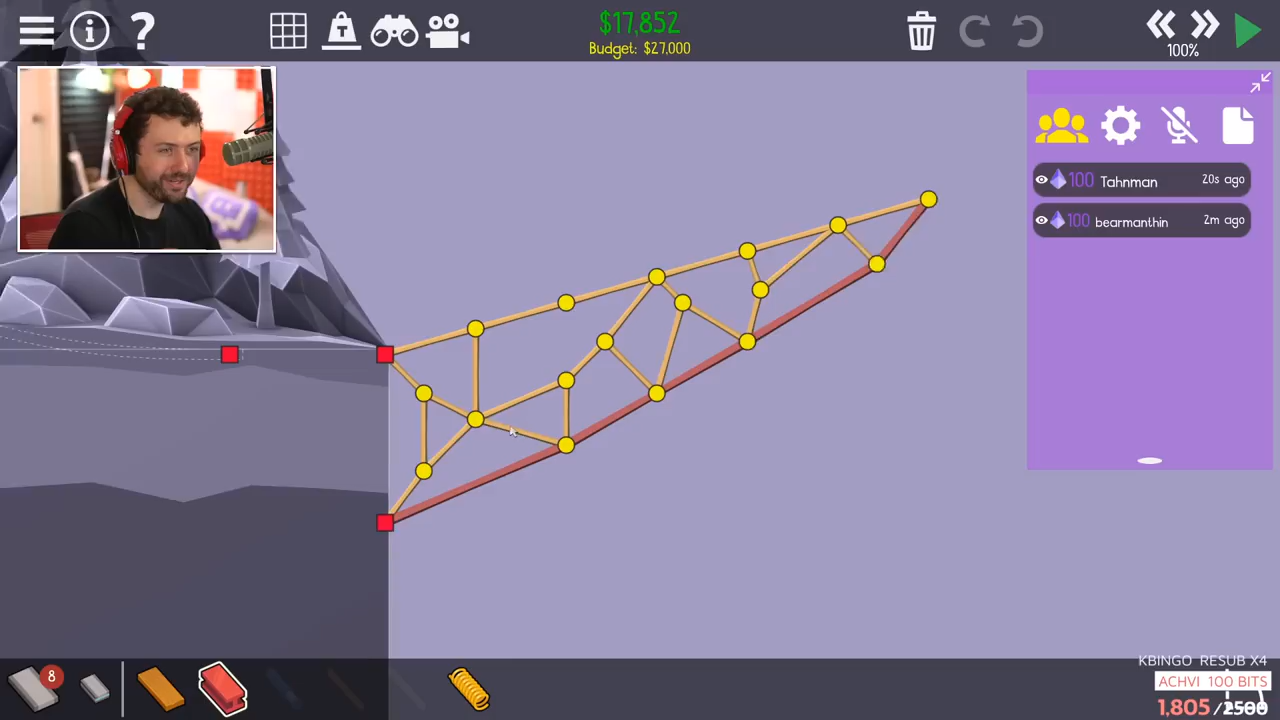 $17,852
Budget: $27,000
100%
100 Tahnman 20s ago
100 bearmanthin 2m ago
8
KBINGO RESUB X4
ACHVI 100 BITS
1,805/2500